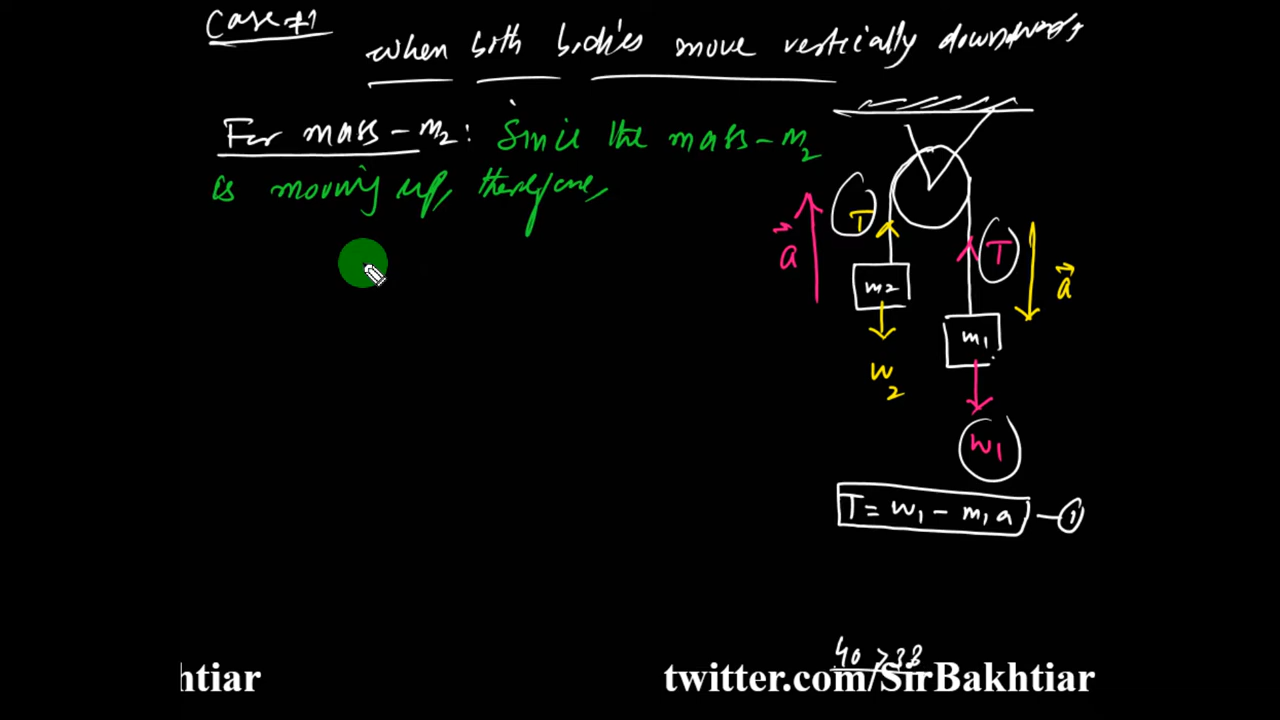 Case #1
when both bodies move vertically downwards
For mass - m2 : Since the mass - m2
is moving up, therefore,
T
a
T
a
m2
m1
W2
W1
T = W1 - m1 a — 1
40 > 38
htiar
twitter.com/SirBakhtiar